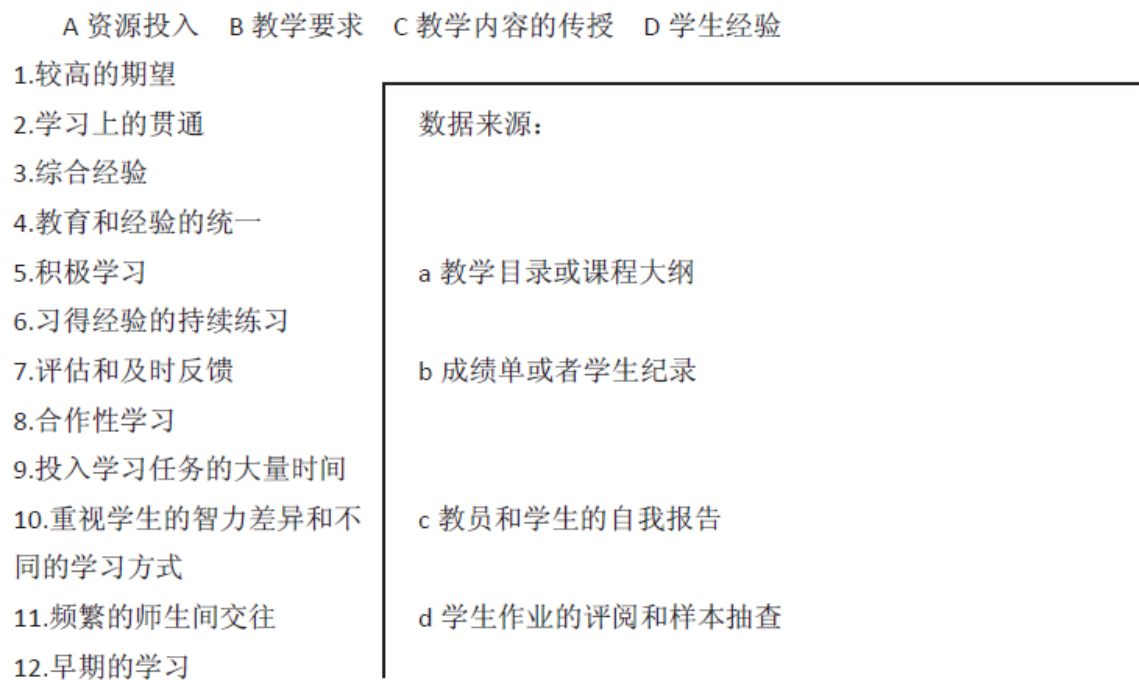 A 资源投入 B 教学要求 C 教学内容的传授 D 学生经验
1.较高的期望
2.学习上的贯通
数据来源：
3.综合经验
4.教育和经验的统一
5.积极学习
a 教学目录或课程大纲
6.习得经验的持续练习
7.评估和及时反馈
b 成绩单或者学生纪录
8.合作性学习
9.投入学习任务的大量时间
10.重视学生的智力差异和不
c 教员和学生的自我报告
同的学习方式
11.频繁的师生间交往
d 学生作业的评阅和样本抽查
12.早期的学习